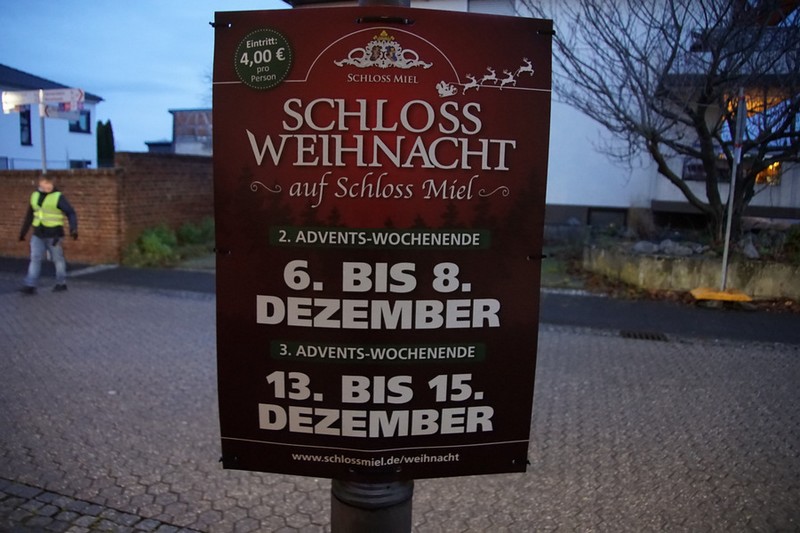 Eintritt:
4,00 €
pro
Person
SCHLOSS MIEL
SCHLOSS
WEIHNACHT
auf Schloss Miel
2. ADVENTS-WOCHENENDE
6. BIS 8.
DEZEMBER
3. ADVENTS-WOCHENENDE
13. BIS 15.
DEZEMBER
www.schlossmiel.de/weihnacht